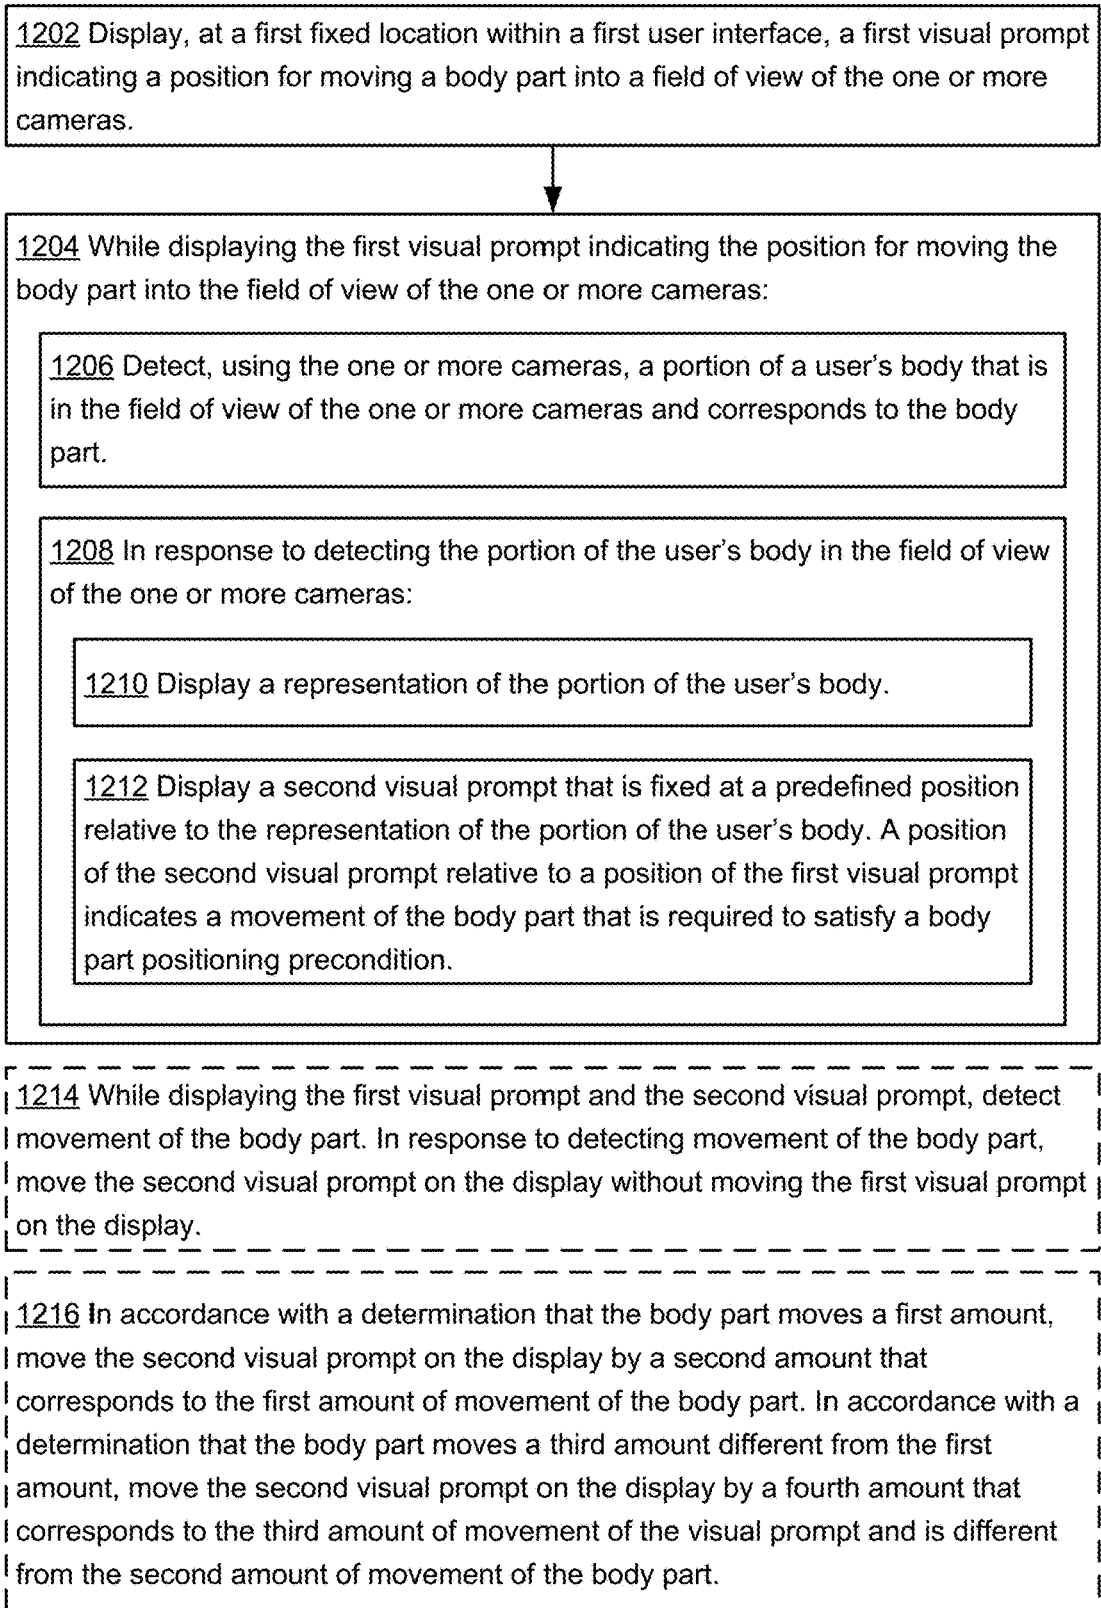 1202 Display, at a first fixed location within a first user interface, a first visual prompt
indicating a position for moving a body part into a field of view of the one or more
cameras.
1204 While displaying the first visual prompt indicating the position for moving the
body part into the field of view of the one or more cameras:
1206 Detect, using the one or more cameras, a portion of a user's body that is
in the field of view of the one or more cameras and corresponds to the body
part.
1208 In response to detecting the portion of the user's body in the field of view
of the one or more cameras:
1210 Display a representation of the portion of the user's body.
1212 Display a second visual prompt that is fixed at a predefined position
relative to the representation of the portion of the user's body. A position
of the second visual prompt relative to a position of the first visual prompt
indicates a movement of the body part that is required to satisfy a body
part positioning precondition.
1214 While displaying the first visual prompt and the second visual prompt, detect
movement of the body part. In response to detecting movement of the body part,
move the second visual prompt on the display without moving the first visual prompt
on the display.
1216 In accordance with a determination that the body part moves a first amount,
move the second visual prompt on the display by a second amount that
corresponds to the first amount of movement of the body part. In accordance with a
determination that the body part moves a third amount different from the first
amount, move the second visual prompt on the display by a fourth amount that
corresponds to the third amount of movement of the visual prompt and is different
from the second amount of movement of the body part.